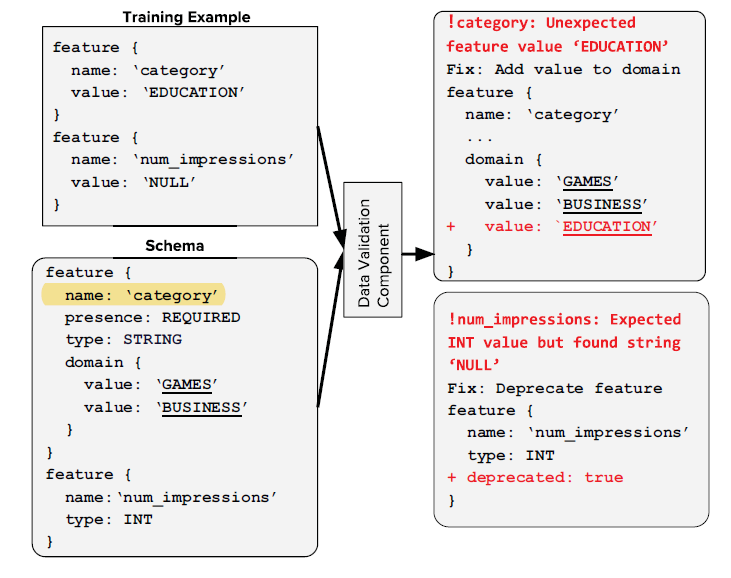 Training Example
feature {
name: ‘category’
value: ‘EDUCATION’
}
feature {
name: ‘num_impressions’
value: ‘NULL’
}
Schema
feature {
name: ‘category’
presence: REQUIRED
type: STRING
domain {
value: ‘GAMES’
value: ‘BUSINESS’
}
}
feature {
name:‘num_impressions’
type: INT
}
Data Validation
Component
!category: Unexpected
feature value ‘EDUCATION’
Fix: Add value to domain
feature {
name: ‘category’
...
domain {
value: ‘GAMES’
value: ‘BUSINESS’
+ value: `EDUCATION’
}
}
!num_impressions: Expected
INT value but found string
‘NULL’
Fix: Deprecate feature
feature {
name: ‘num_impressions’
type: INT
+ deprecated: true
}